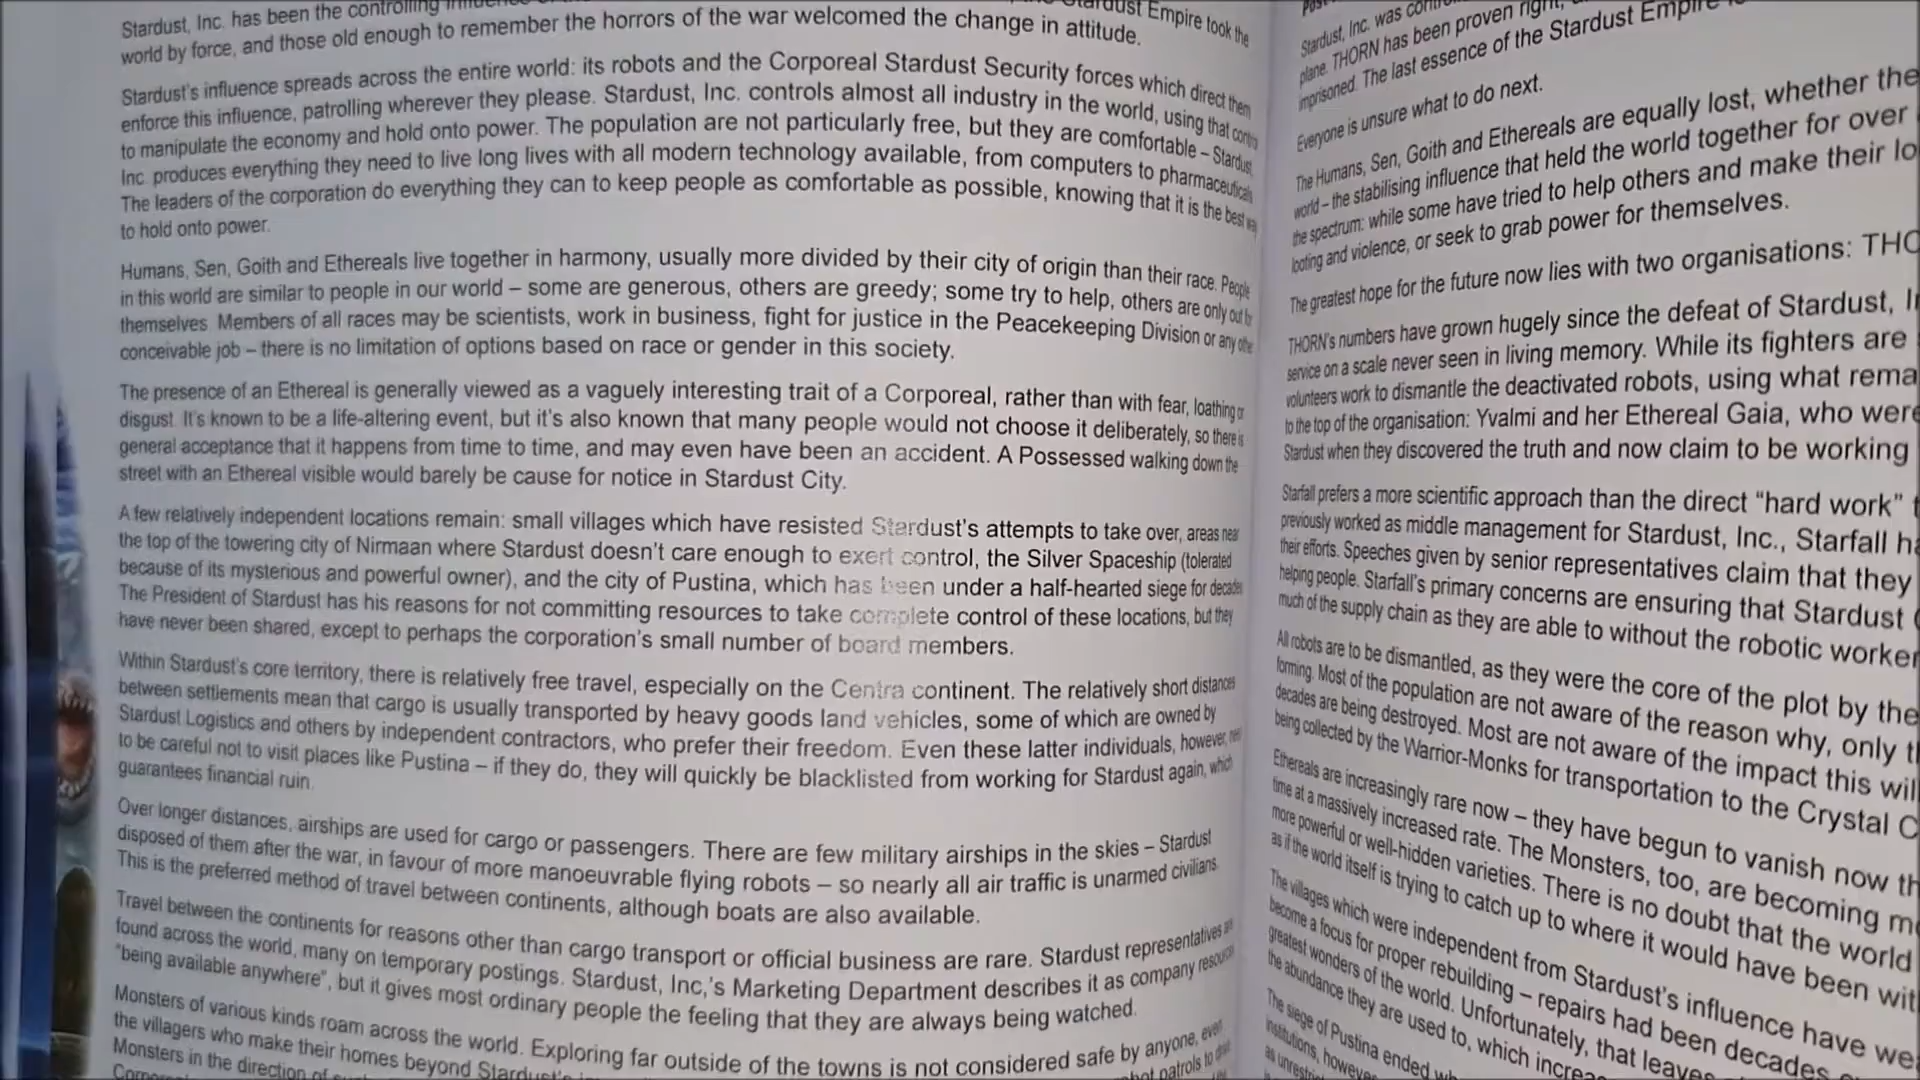 Stardust, Inc. has been the controlling Stardust Empire took the
world by force, and those old enough to remember the horrors of the war welcomed the change in attitude.
Stardust's influence spreads across the entire world: its robots and the Corporeal Stardust Security forces which direct them
enforce this influence, patrolling wherever they please. Stardust, Inc. controls almost all industry in the world, using that
to manipulate the economy and hold onto power. The population are not particularly free, but they are comfortable – Stardust,
Inc. produces everything they need to live long lives with all modern technology available, from computers to pharmaceuticals
The leaders of the corporation do everything they can to keep people as comfortable as possible, knowing that it is the best way
to hold onto power.
Humans, Sen, Goith and Ethereals live together in harmony, usually more divided by their city of origin than their race. People
in this world are similar to people in our world – some are generous, others are greedy; some try to help, others are only out for
themselves. Members of all races may be scientists, work in business, fight for justice in the Peacekeeping Division or any other
conceivable job – there is no limitation of options based on race or gender in this society.
The presence of an Ethereal is generally viewed as a vaguely interesting trait of a Corporeal, rather than with fear, loathing or
disgust. It's known to be a life-altering event, but it's also known that many people would not choose it deliberately, so there is
general acceptance that it happens from time to time, and may even have been an accident. A Possessed walking down the
street with an Ethereal visible would barely be cause for notice in Stardust City.
A few relatively independent locations remain: small villages which have resisted Stardust's attempts to take over, areas near
the top of the towering city of Nirmaan where Stardust doesn't care enough to exert control, the Silver Spaceship (tolerated
because of its mysterious and powerful owner), and the city of Pustina, which has been under a half-hearted siege for decades
The President of Stardust has his reasons for not committing resources to take complete control of these locations, but they
have never been shared, except to perhaps the corporation's small number of board members.
Within Stardust's core territory, there is relatively free travel, especially on the Centra continent. The relatively short distances
between settlements mean that cargo is usually transported by heavy goods land vehicles, some of which are owned by
Stardust Logistics and others by independent contractors, who prefer their freedom. Even these latter individuals, however,
to be careful not to visit places like Pustina – if they do, they will quickly be blacklisted from working for Stardust again, which
guarantees financial ruin.
Over longer distances, airships are used for cargo or passengers. There are few military airships in the skies – Stardust
disposed of them after the war, in favour of more manoeuvrable flying robots – so nearly all air traffic is unarmed civilians.
This is the preferred method of travel between continents, although boats are also available.
Travel between the continents for reasons other than cargo transport or official business are rare. Stardust representatives
found across the world, many on temporary postings. Stardust, Inc,'s Marketing Department describes it as company
"being available anywhere", but it gives most ordinary people the feeling that they are always being watched.
Monsters of various kinds roam across the world. Exploring far outside of the towns is not considered safe by anyone, even
the villagers who make their homes beyond Stardust's patrols to
Monsters in the direction of
Stardust, Inc. was
plane. THORN has been proven right,
imprisoned. The last essence of the Stardust Empire
Everyone is unsure what to do next.
The Humans, Sen, Goith and Ethereals are equally lost, whether the
world – the stabilising influence that held the world together for over
the spectrum: while some have tried to help others and make their
looting and violence, or seek to grab power for themselves.
The greatest hope for the future now lies with two organisations:
THORN's numbers have grown hugely since the defeat of Stardust,
service on a scale never seen in living memory. While its fighters are
volunteers work to dismantle the deactivated robots, using what
to the top of the organisation: Yvalmi and her Ethereal Gaia, who
Stardust when they discovered the truth and now claim to be working
Starfall prefers a more scientific approach than the direct "hard work"
previously worked as middle management for Stardust, Inc., Starfall
their efforts. Speeches given by senior representatives claim that they
helping people. Starfall's primary concerns are ensuring that Stardust
much of the supply chain as they are able to without the robotic
All robots are to be dismantled, as they were the core of the plot by the
forming. Most of the population are not aware of the reason why, only
decades are being destroyed. Most are not aware of the impact this
being collected by the Warrior-Monks for transportation to the Crystal
Ethereals are increasingly rare now – they have begun to vanish now
time at a massively increased rate. The Monsters, too, are becoming
more powerful or well-hidden varieties. There is no doubt that the world
as if the world itself is trying to catch up to where it would have been
The villages which were independent from Stardust's influence have
become a focus for proper rebuilding – repairs had been decades
greatest wonders of the world. Unfortunately, that leaves
the abundance they are used to, which
The siege of Pustina ended
institutions, however